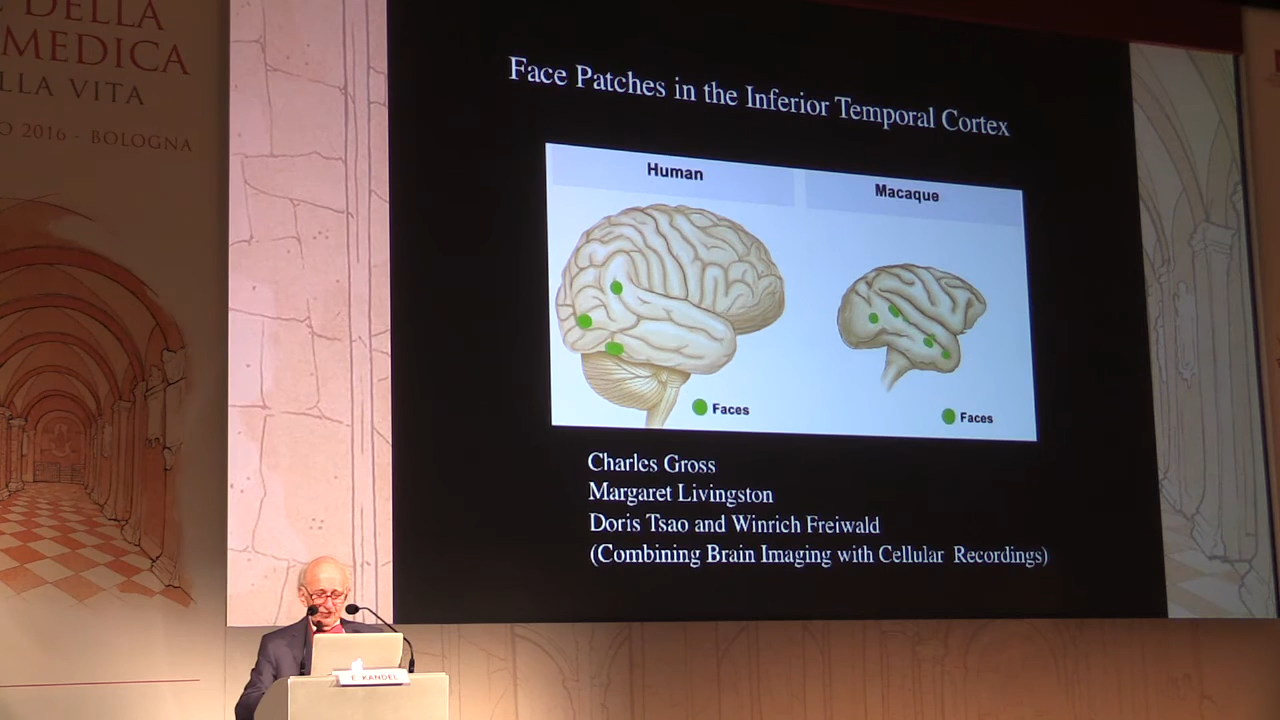 DELLA
MEDICA
LLA VITA
O 2016 - BOLOGNA
Face Patches in the Inferior Temporal Cortex
Human
Macaque
Faces
Faces
Charles Gross
Margaret Livingston
Doris Tsao and Winrich Freiwald
(Combining Brain Imaging with Cellular Recordings)
E. KANDEL